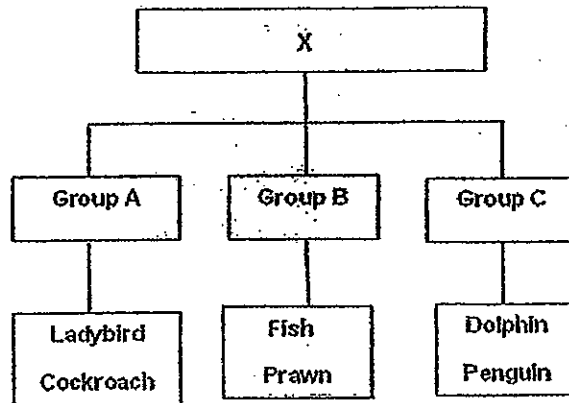 X
Group A
Group B
Group C
Ladybird
Cockroach
Fish
Prawn
Dolphin
Penguin